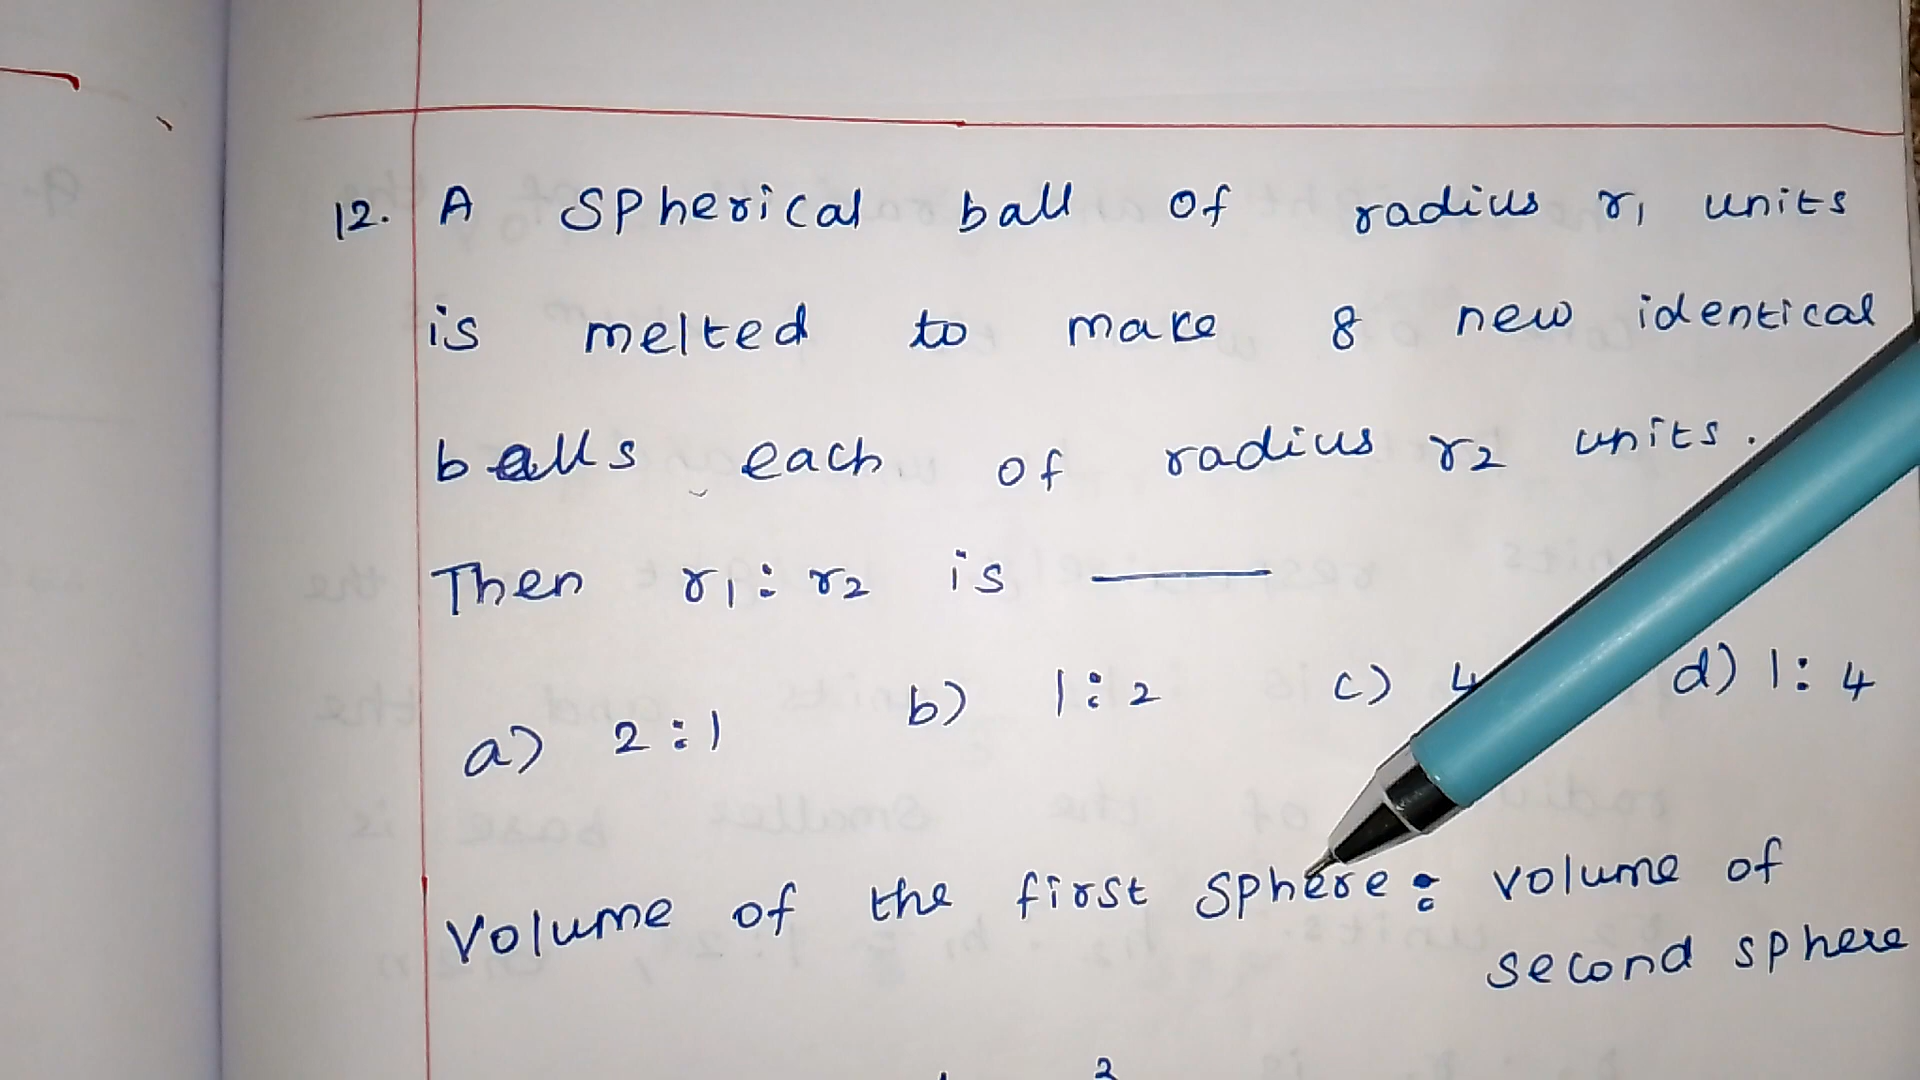 12. A spherical ball of radius r₁ units
is melted to make 8 new identical
balls each of radius r₂ units.
Then r₁ : r₂ is ———
a) 2 : 1 b) 1 : 2 c) 4 d) 1 : 4
Volume of the first sphere : volume of
second sphere